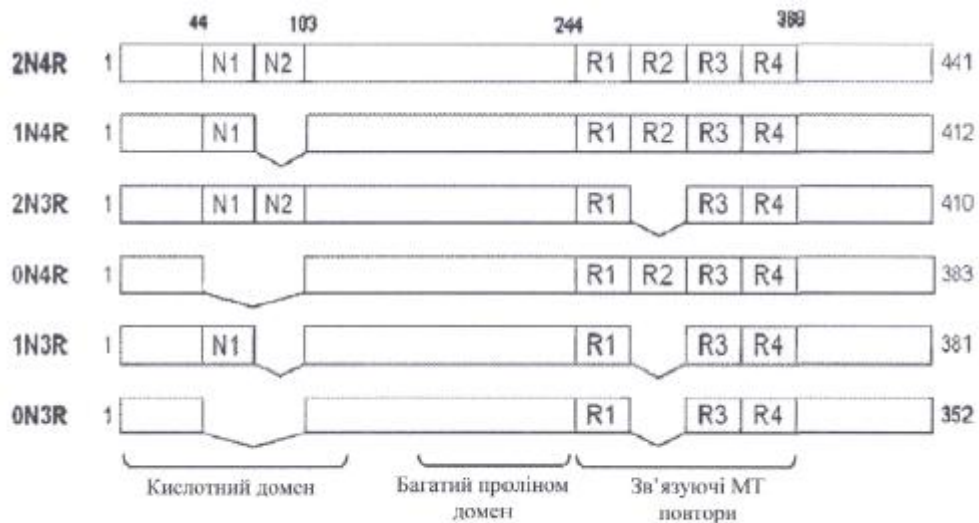 44 103 244 368
2N4R 1 N1 N2 R1 R2 R3 R4 441
1N4R 1 N1 R1 R2 R3 R4 412
2N3R 1 N1 N2 R1 R3 R4 410
0N4R 1 R1 R2 R3 R4 383
1N3R 1 N1 R1 R3 R4 381
0N3R 1 R1 R3 R4 352
Кислотний домен Багатий проліном Зв'язуючі МТ
домен повтори